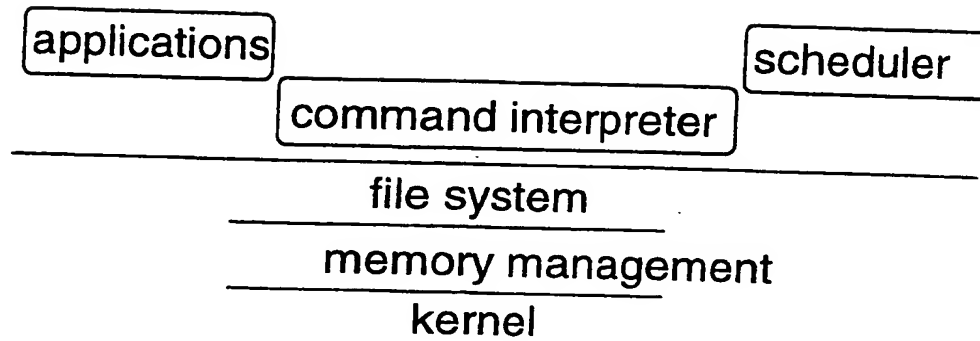 applications
scheduler
command interpreter
file system
memory management
kernel